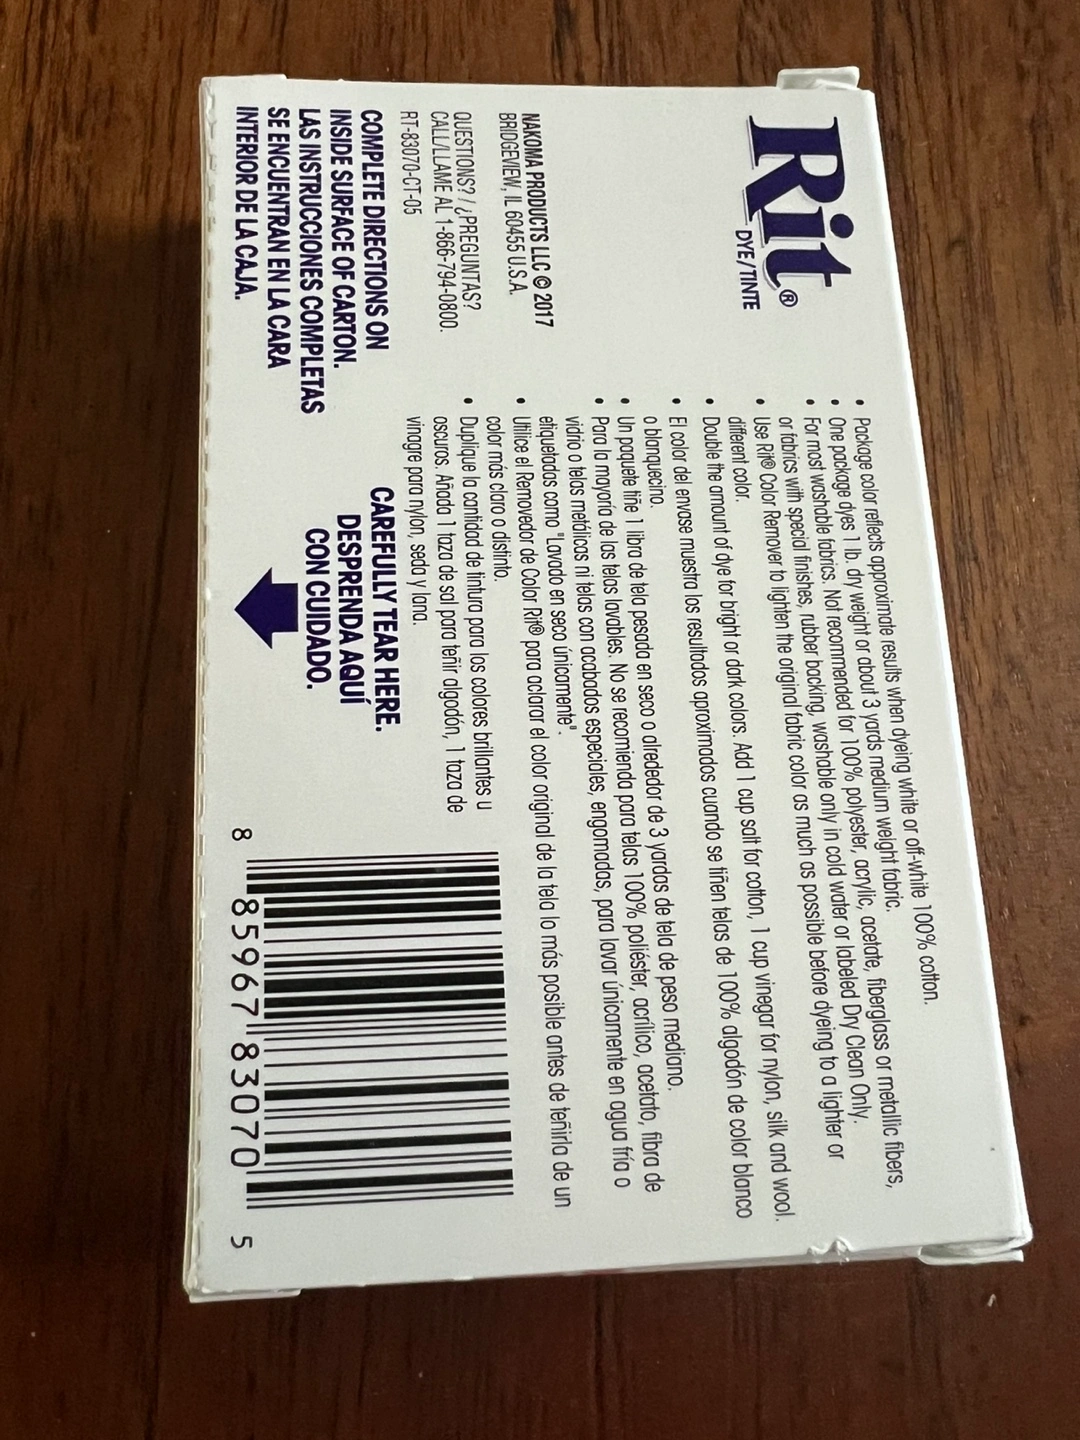 Rit®
DYE/TINTE
NAKOMA PRODUCTS LLC © 2017
BRIDGEVIEW, IL 60455 U.S.A.
QUESTIONS? / ¿PREGUNTAS?
CALL/LLAME AL 1-866-794-0800.
RT-83070-CT-05
COMPLETE DIRECTIONS ON
INSIDE SURFACE OF CARTON.
LAS INSTRUCCIONES COMPLETAS
SE ENCUENTRAN EN LA CARA
INTERIOR DE LA CAJA.
• Package color reflects approximate results when dyeing white or off-white 100% cotton.
• One package dyes 1 lb. dry weight or about 3 yards medium weight fabric.
• For most washable fabrics. Not recommended for 100% polyester, acrylic, acetate, fiberglass or metallic fibers,
or fabrics with special finishes, rubber backing, washable only in cold water or labeled Dry Clean Only.
• Use Rit® Color Remover to lighten the original fabric color as much as possible before dyeing to a lighter or
different color.
• Double the amount of dye for bright or dark colors. Add 1 cup salt for cotton, 1 cup vinegar for nylon, silk and wool.
• El color del envase muestra los resultados aproximados cuando se tiñen telas de 100% algodón de color blanco
o blanquecino.
• Un paquete tiñe 1 libra de tela pesada en seco o alrededor de 3 yardas de tela de peso mediano.
• Para la mayoría de las telas lavables. No se recomienda para telas 100% poliéster, acrílico, acetato, fibra de
vidrio o telas metálicas ni telas con acabados especiales, engomadas, para lavar únicamente en agua fría o
etiquetadas como "Lavado en seco únicamente".
• Utilice el Removedor de Color Rit® para aclarar el color original de la tela lo más posible antes de teñirla de un
color más claro o distinto.
• Duplique la cantidad de tintura para los colores brillantes u
oscuros. Añada 1 taza de sal para teñir algodón, 1 taza de
vinagre para nylon, seda y lana.
CAREFULLY TEAR HERE.
DESPRENDA AQUÍ
CON CUIDADO.
8 85967 83070 5